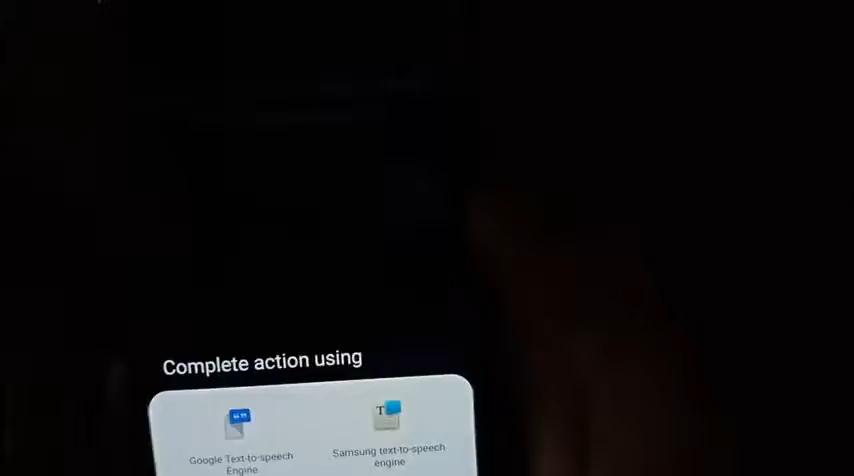 Complete action using
Google Text-to-speech
Engine
Samsung text-to-speech
engine